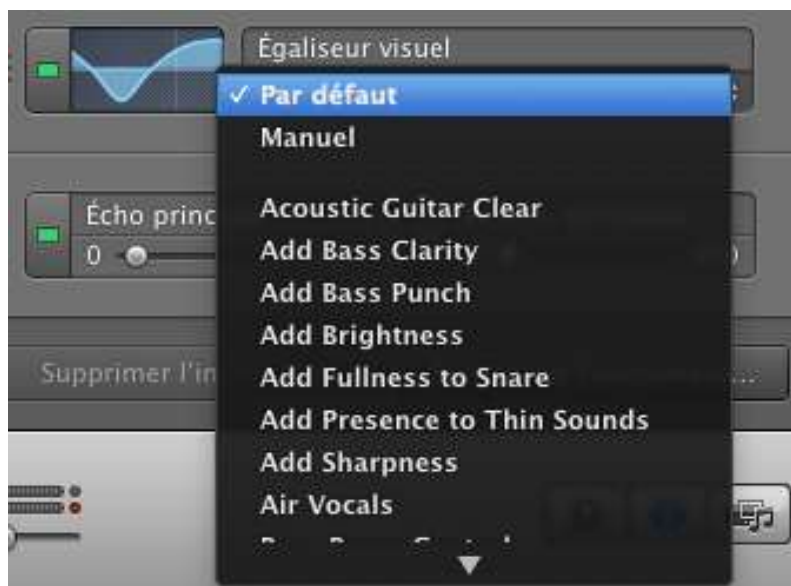 Égaliseur visuel
✓ Par défaut
Manuel
Écho princ
Acoustic Guitar Clear
0
Add Bass Clarity
Add Bass Punch
Add Brightness
Supprimer l'in
Add Fullness to Snare
...
Add Presence to Thin Sounds
Add Sharpness
Air Vocals